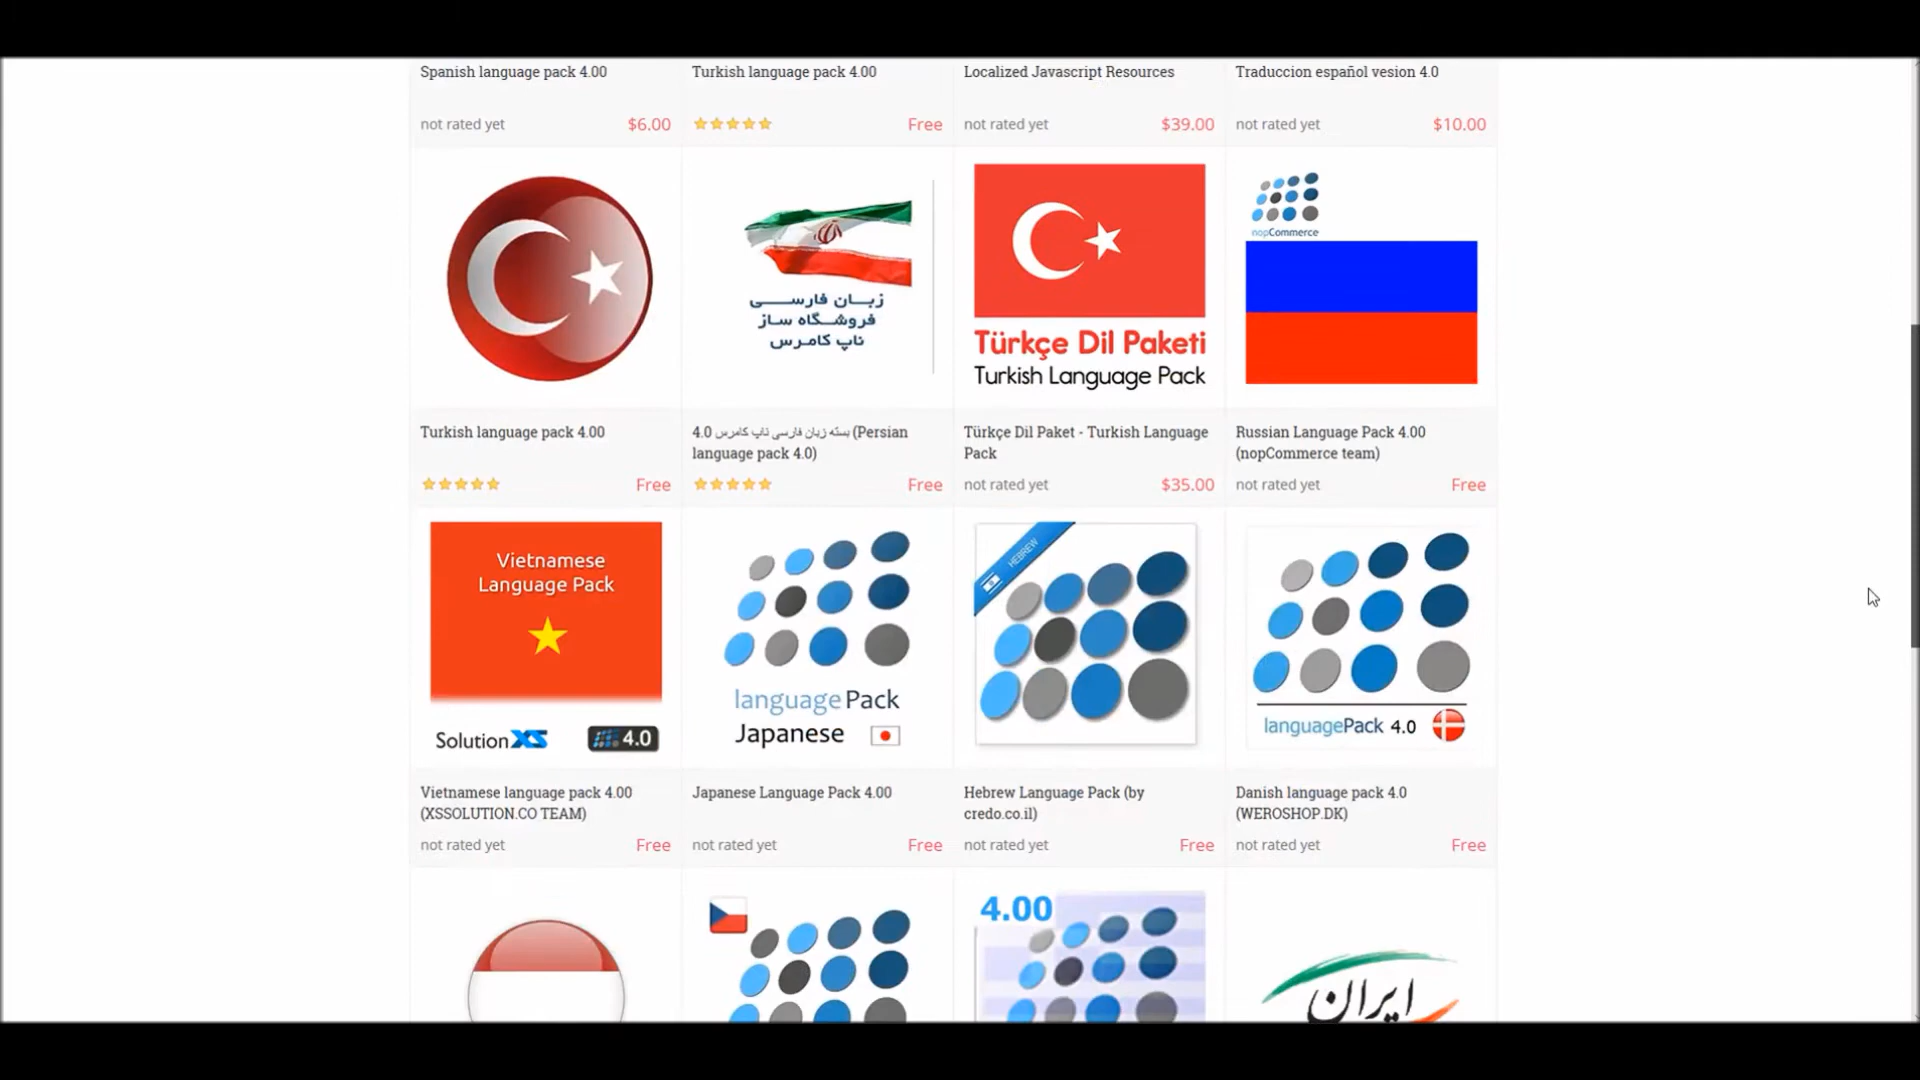 Spanish language pack 4.00
Turkish language pack 4.00
Localized Javascript Resources
Traduccion español vesion 4.0
not rated yet
$6.00
Free
not rated yet
$39.00
not rated yet
$10.00
زبان فارسی
فروشگاه ساز
ناپ کامرس
Türkçe Dil Paketi
Turkish Language Pack
nopCommerce
Turkish language pack 4.00
بسته زبان فارسی ناپ کامرس 4.0 (Persian
language pack 4.0)
Türkçe Dil Paket - Turkish Language
Pack
Russian Language Pack 4.00
(nopCommerce team)
Free
Free
not rated yet
$35.00
not rated yet
Free
Vietnamese
Language Pack
SolutionXS
4.0
languagePack
Japanese
HEBREW
languagePack 4.0
Vietnamese language pack 4.00
(XSSOLUTION.CO TEAM)
Japanese Language Pack 4.00
Hebrew Language Pack (by
credo.co.il)
Danish language pack 4.0
(WEROSHOP.DK)
not rated yet
Free
not rated yet
Free
not rated yet
Free
not rated yet
Free
4.00
ایران